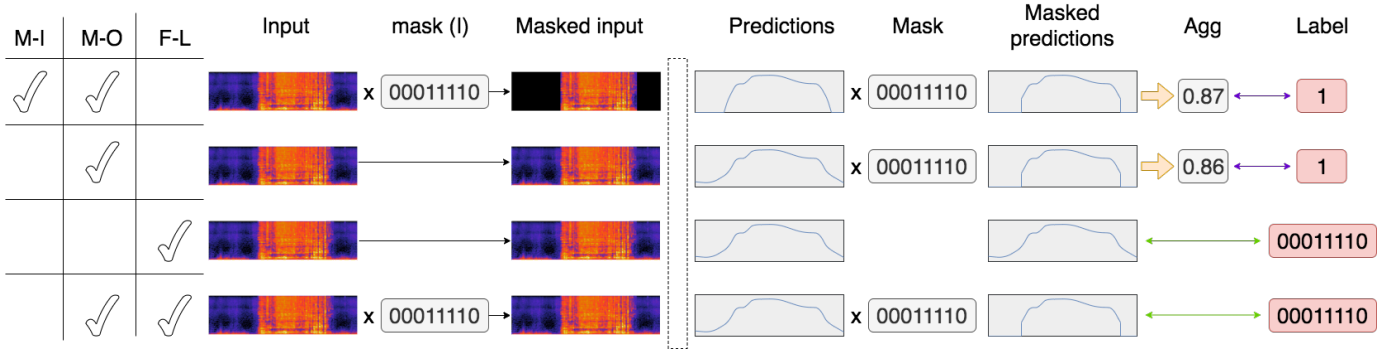 M-I M-O F-L Input mask (I) Masked input Predictions Mask Masked predictions Agg Label
x 00011110 x 00011110 0.87 1
x 00011110 0.86 1
00011110
x 00011110 x 00011110 00011110